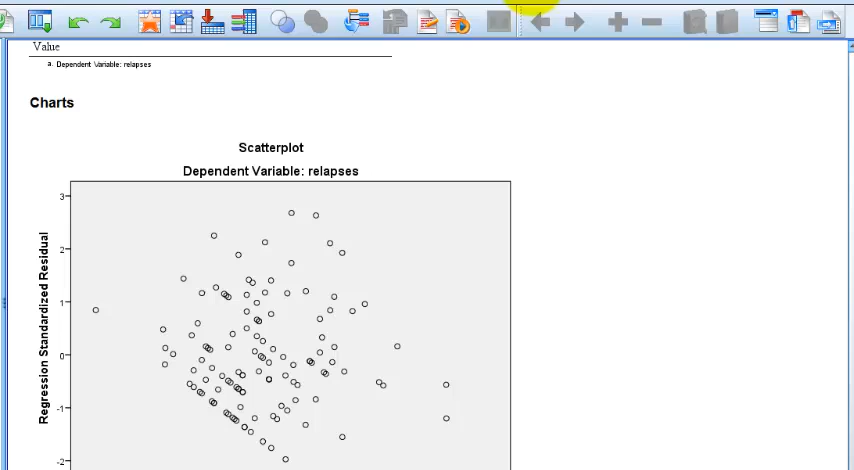 Value
a. Dependent Variable: relapses
Charts
Scatterplot
Dependent Variable: relapses
Regression Standardized Residual
3
2
1
0
-1
-2